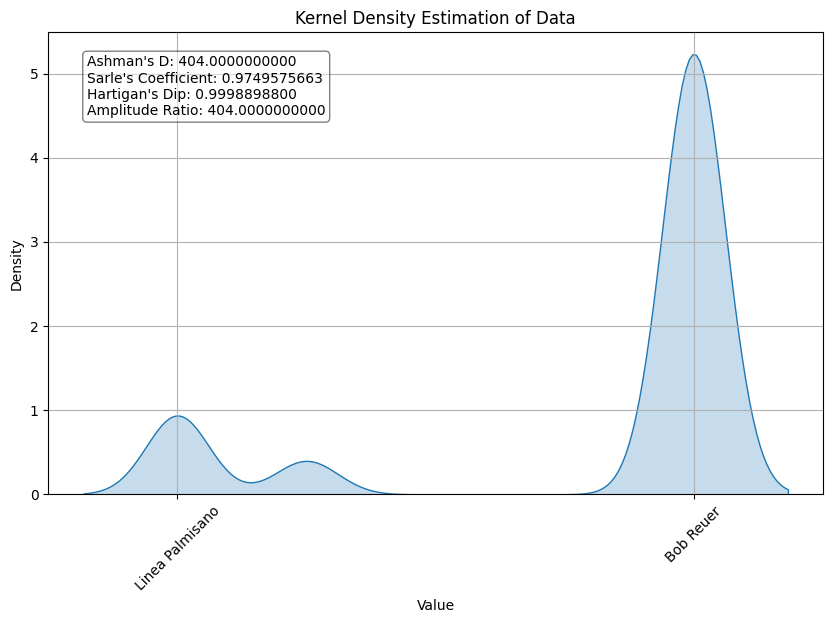 Kernel Density Estimation of Data
Ashman's D: 404.0000000000
Sarle's Coefficient: 0.9749575663
Hartigan's Dip: 0.9998898800
Amplitude Ratio: 404.0000000000
5
4
3
2
1
0
Density
Linea Palmisano
Bob Reuer
Value